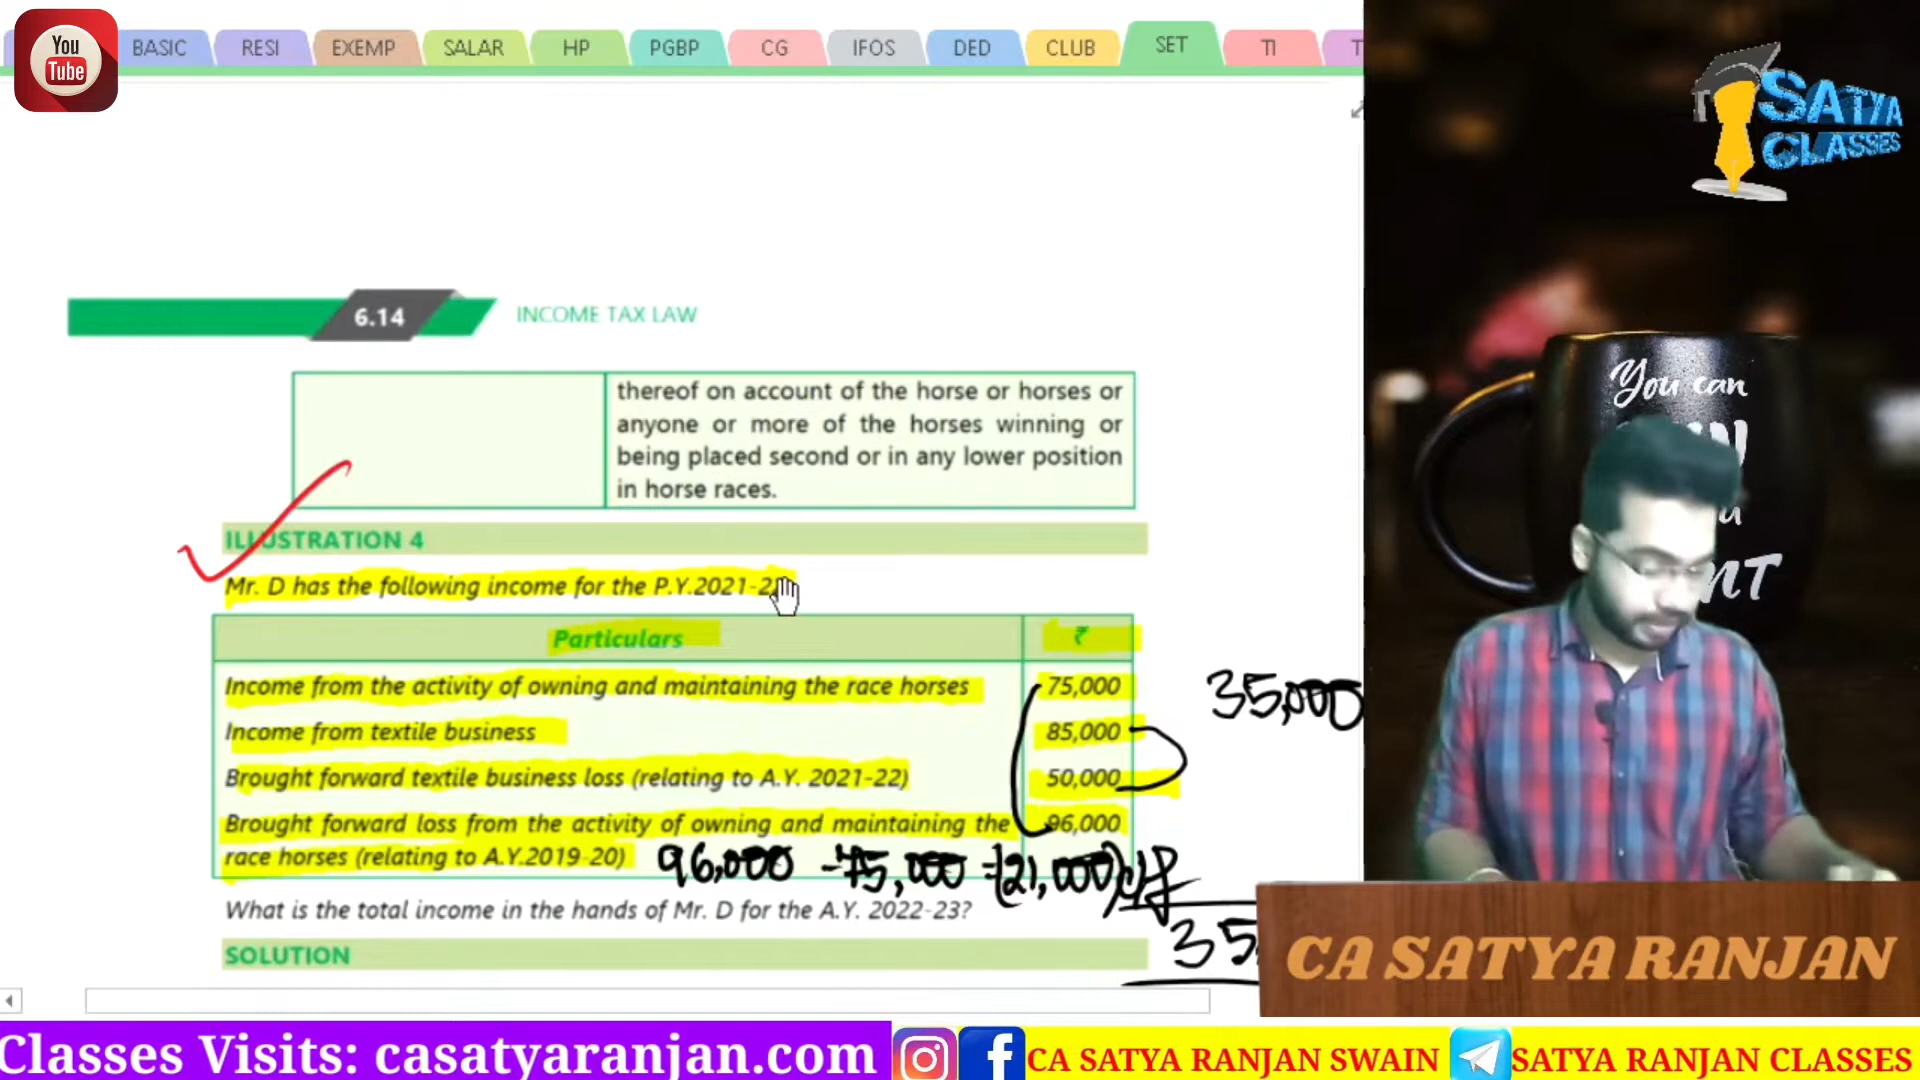 You
Tube
BASIC
RESI
EXEMP
SALAR
HP
PGBP
CG
IFOS
DED
CLUB
SET
TI
T
SATYA
CLASSES
6.14
INCOME TAX LAW
thereof on account of the horse or horses or
anyone or more of the horses winning or
being placed second or in any lower position
in horse races.
ILLUSTRATION 4
Mr. D has the following income for the P.Y.2021-2
Particulars ₹
Income from the activity of owning and maintaining the race horses 75,000
Income from textile business 85,000
Brought forward textile business loss (relating to A.Y. 2021-22) 50,000
Brought forward loss from the activity of owning and maintaining the 96,000
race horses (relating to A.Y.2019-20)
35,000
96,000 - 75,000 = (21,000) c/f
What is the total income in the hands of Mr. D for the A.Y. 2022-23?
35
SOLUTION
You can
CA SATYA RANJAN
Classes Visits: casatyaranjan.com
CA SATYA RANJAN SWAIN
SATYA RANJAN CLASSES